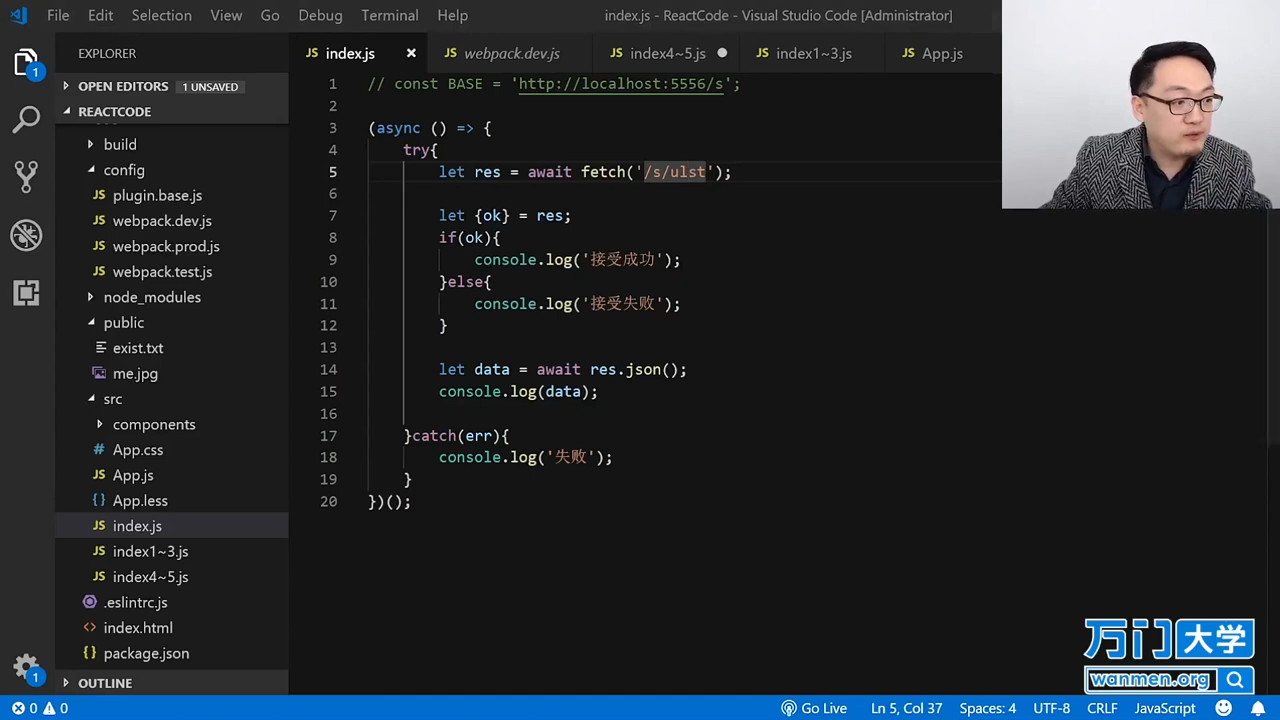 File Edit Selection View Go Debug Terminal Help index.js - ReactCode - Visual Studio Code [Administrator]
EXPLORER
OPEN EDITORS 1 UNSAVED
REACTCODE
build
config
plugin.base.js
webpack.dev.js
webpack.prod.js
webpack.test.js
node_modules
public
exist.txt
me.jpg
src
components
App.css
App.js
App.less
index.js
index1~3.js
index4~5.js
.eslintrc.js
index.html
package.json
OUTLINE
1
1
index.js webpack.dev.js index4~5.js index1~3.js App.js
1 // const BASE = 'http://localhost:5556/s';
2
3 (async () => {
4 try{
5 let res = await fetch('/s/ulst');
6
7 let {ok} = res;
8 if(ok){
9 console.log('接受成功');
10 }else{
11 console.log('接受失败');
12 }
13
14 let data = await res.json();
15 console.log(data);
16
17 }catch(err){
18 console.log('失败');
19 }
20 })();
万门大学
wanmen.org
0 0 Go Live Ln 5, Col 37 Spaces: 4 UTF-8 CRLF JavaScript